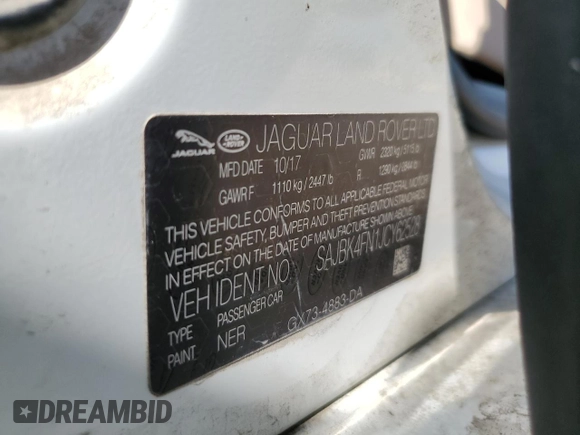 JAGUAR
LAND ROVER
JAGUAR LAND ROVER LTD
MFD DATE 10/17 GVWR 2320 kg / 5115 lb
GAWR F 1110 kg / 2447 lb R 1290 kg / 2844 lb
THIS VEHICLE CONFORMS TO ALL APPLICABLE FEDERAL MOTOR
VEHICLE SAFETY, BUMPER AND THEFT PREVENTION STANDARDS
IN EFFECT ON THE DATE OF MANUFACTURE SHOWN ABOVE.
VEH IDENT NO SAJBK4FN1JCY62528
TYPE PASSENGER CAR
PAINT NER GX73-4883-DA
DREAMBID